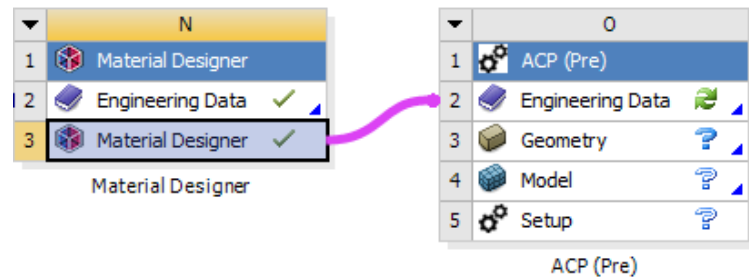 N
1 Material Designer
2 Engineering Data
3 Material Designer
Material Designer
O
1 ACP (Pre)
2 Engineering Data
3 Geometry
4 Model
5 Setup
ACP (Pre)